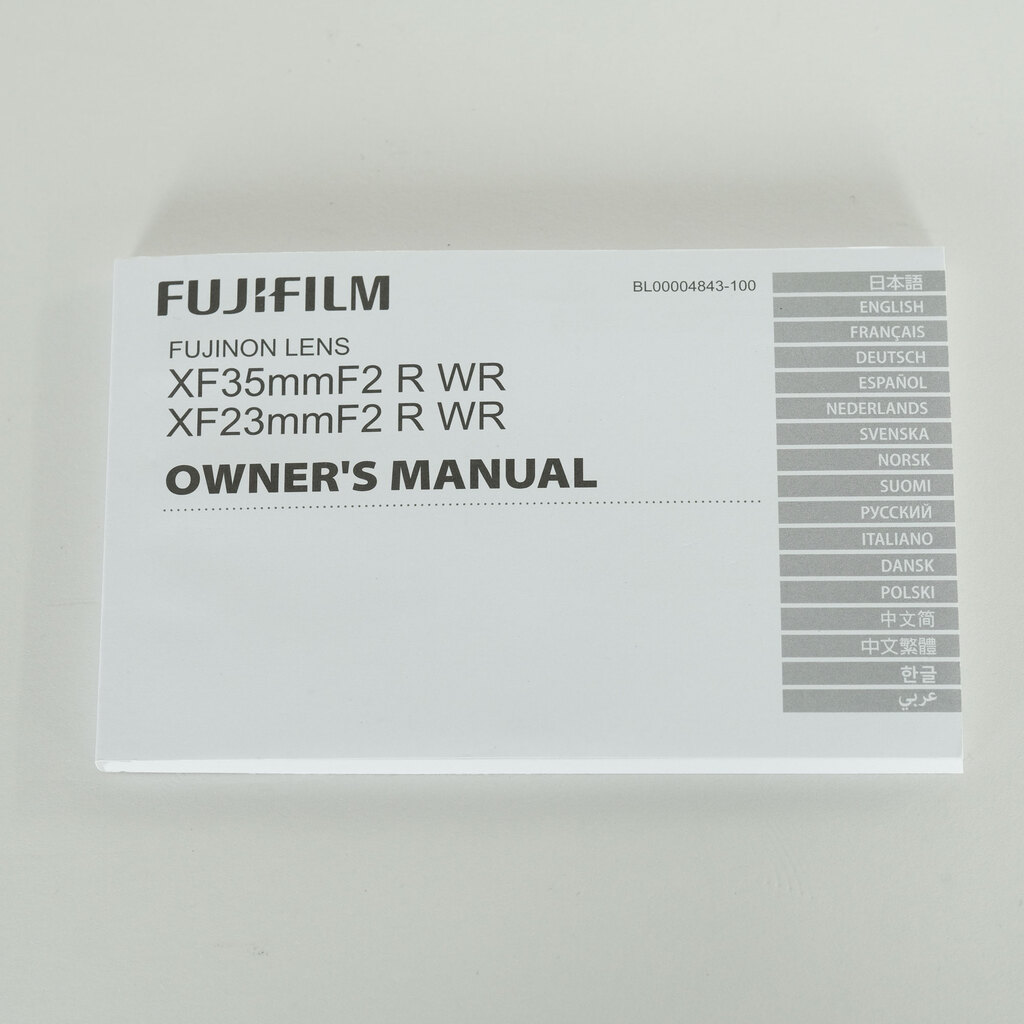 FUJIFILM
BL00004843-100
FUJINON LENS
XF35mmF2 R WR
XF23mmF2 R WR
OWNER'S MANUAL
日本語
ENGLISH
FRANÇAIS
DEUTSCH
ESPAÑOL
NEDERLANDS
SVENSKA
NORSK
SUOMI
РУССКИЙ
ITALIANO
DANSK
POLSKI
中文简
中文繁體
한글
عربي